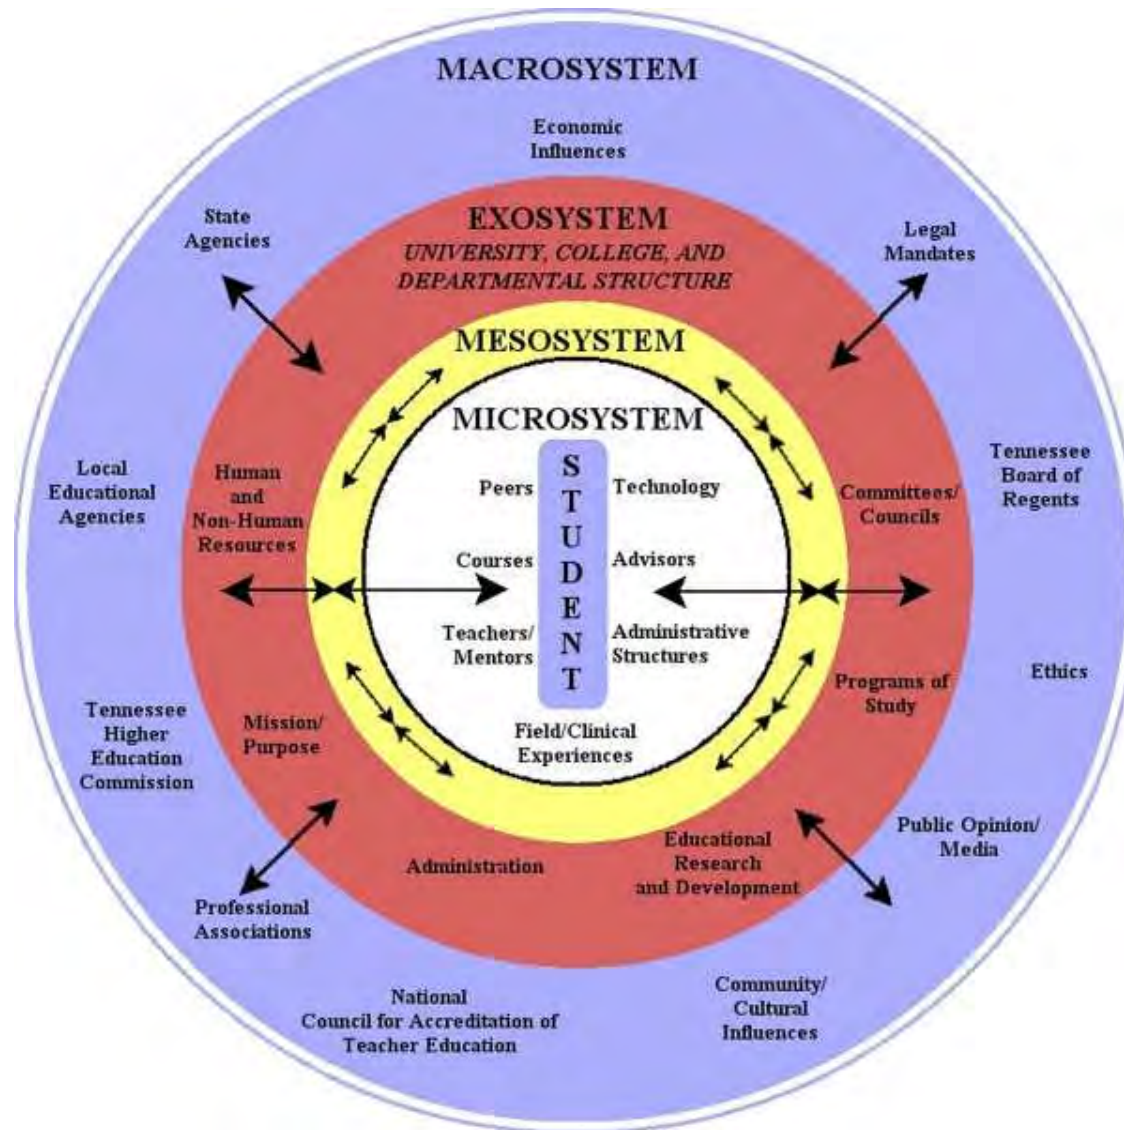 MACROSYSTEM
Economic
Influences
State
Agencies
Legal
Mandates
EXOSYSTEM
UNIVERSITY, COLLEGE, AND
DEPARTMENTAL STRUCTURE
MESOSYSTEM
MICROSYSTEM
STUDENT
Peers
Technology
Courses
Advisors
Teachers/
Mentors
Administrative
Structures
Field/Clinical
Experiences
Human
and
Non-Human
Resources
Committees/
Councils
Local
Educational
Agencies
Tennessee
Board of
Regents
Mission/
Purpose
Programs of
Study
Ethics
Tennessee
Higher
Education
Commission
Administration
Educational
Research
and Development
Public Opinion/
Media
Professional
Associations
National
Council for Accreditation of
Teacher Education
Community/
Cultural
Influences